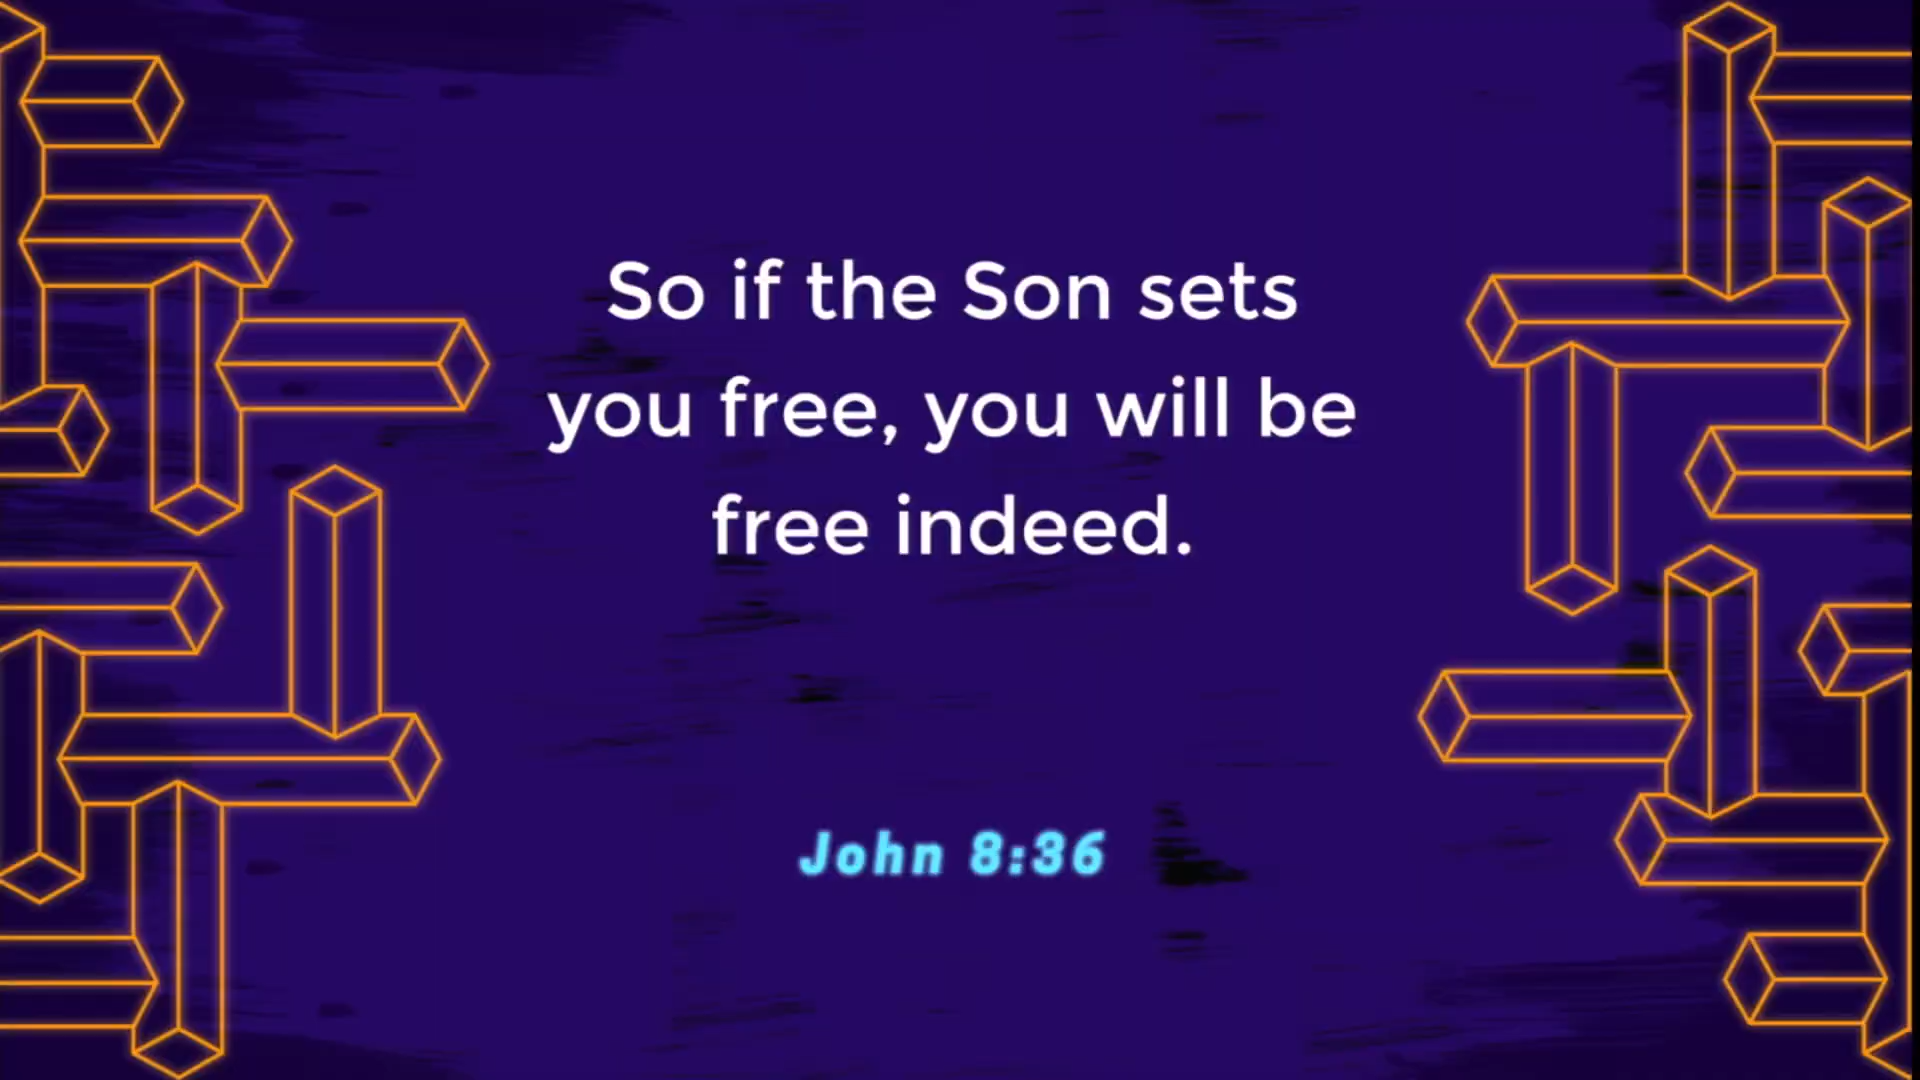 So if the Son sets
you free, you will be
free indeed.
John 8:36